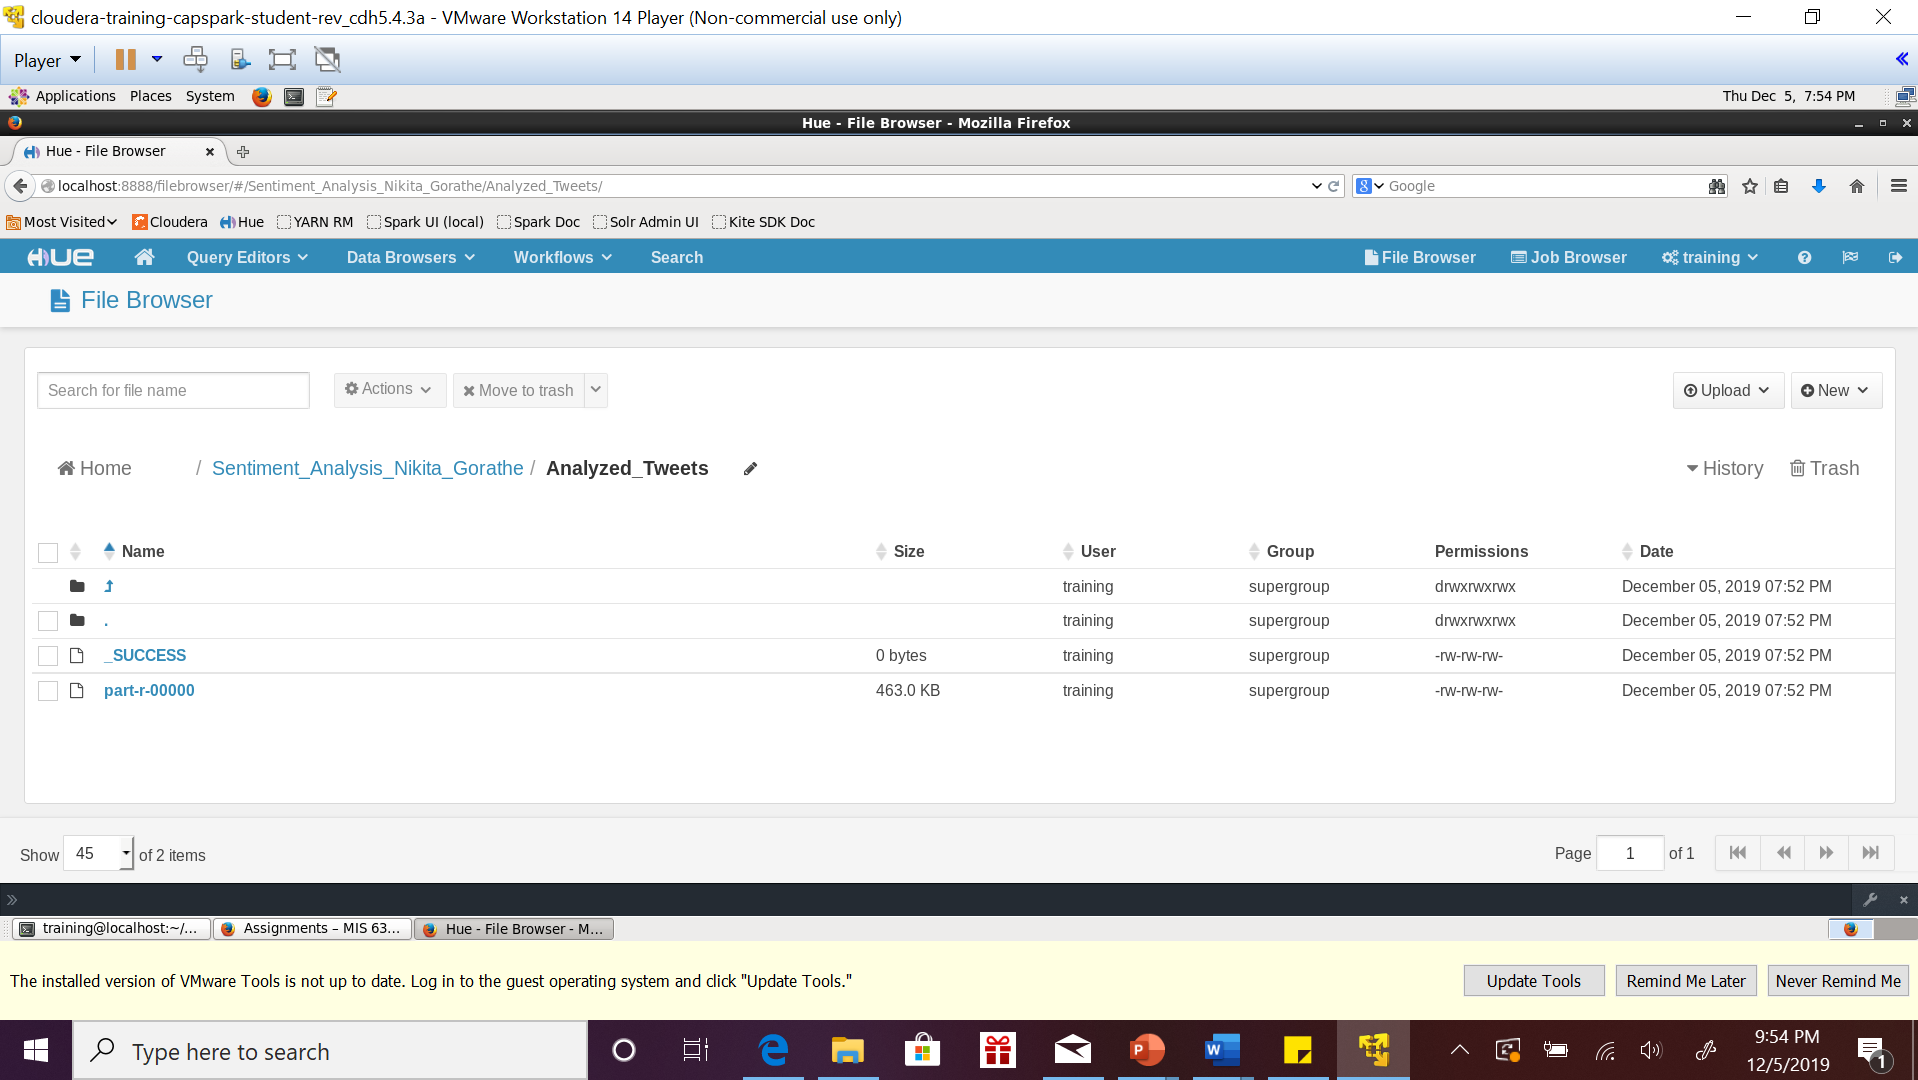 cloudera-training-capspark-student-rev_cdh5.4.3a - VMware Workstation 14 Player (Non-commercial use only)
Player
Applications Places System Thu Dec 5, 7:54 PM
Hue - File Browser - Mozilla Firefox
Hue - File Browser
localhost:8888/filebrowser/#/Sentiment_Analysis_Nikita_Gorathe/Analyzed_Tweets/ Google
Most Visited Cloudera Hue YARN RM Spark UI (local) Spark Doc Solr Admin UI Kite SDK Doc
HUE Query Editors Data Browsers Workflows Search File Browser Job Browser training
File Browser
Search for file name Actions Move to trash Upload New
Home / Sentiment_Analysis_Nikita_Gorathe / Analyzed_Tweets History Trash
Name Size User Group Permissions Date
training supergroup drwxrwxrwx December 05, 2019 07:52 PM
. training supergroup drwxrwxrwx December 05, 2019 07:52 PM
_SUCCESS 0 bytes training supergroup -rw-rw-rw- December 05, 2019 07:52 PM
part-r-00000 463.0 KB training supergroup -rw-rw-rw- December 05, 2019 07:52 PM
Show 45 of 2 items Page 1 of 1
training@localhost:~/... Assignments – MIS 63... Hue - File Browser - M...
The installed version of VMware Tools is not up to date. Log in to the guest operating system and click "Update Tools." Update Tools Remind Me Later Never Remind Me
Type here to search 9:54 PM
12/5/2019 1